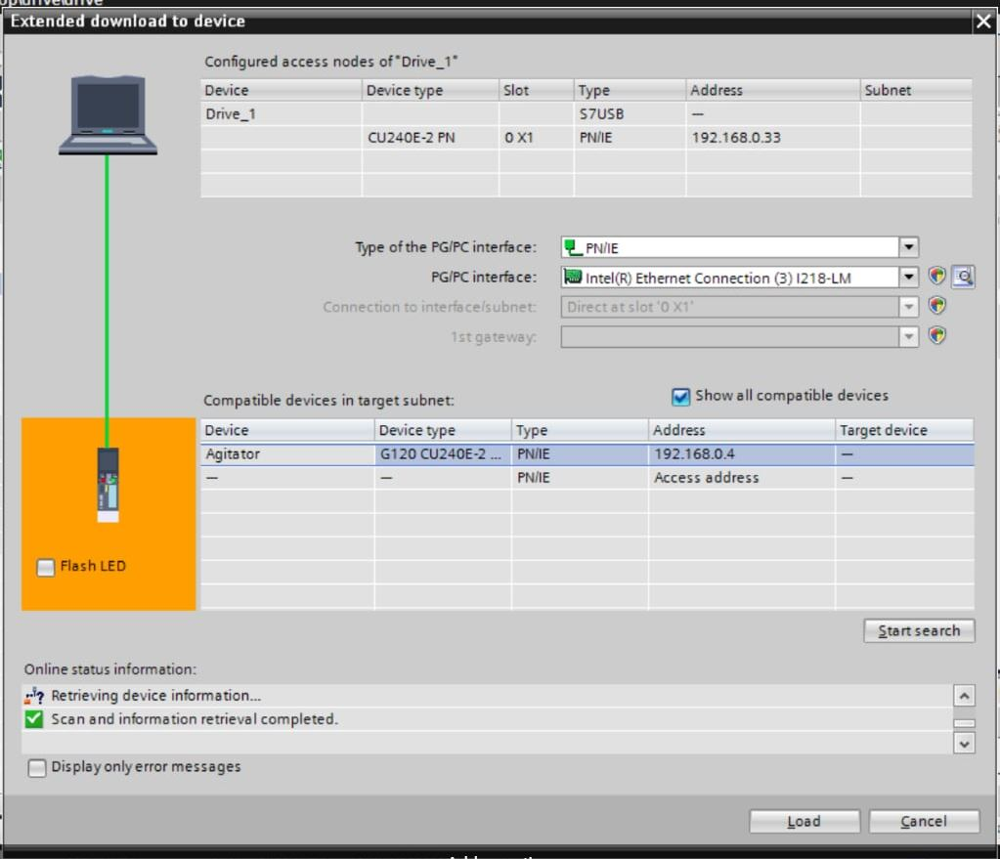 Extended download to device
Configured access nodes of "Drive_1"
Device Device type Slot Type Address Subnet
Drive_1 S7USB —
CU240E-2 PN 0 X1 PN/IE 192.168.0.33
Type of the PG/PC interface: PN/IE
PG/PC interface: Intel(R) Ethernet Connection (3) I218-LM
Connection to interface/subnet: Direct at slot '0 X1'
1st gateway:
Compatible devices in target subnet: Show all compatible devices
Device Device type Type Address Target device
Agitator G120 CU240E-2 ... PN/IE 192.168.0.4 —
— — PN/IE Access address —
Flash LED
Start search
Online status information:
Retrieving device information...
Scan and information retrieval completed.
Display only error messages
Load Cancel